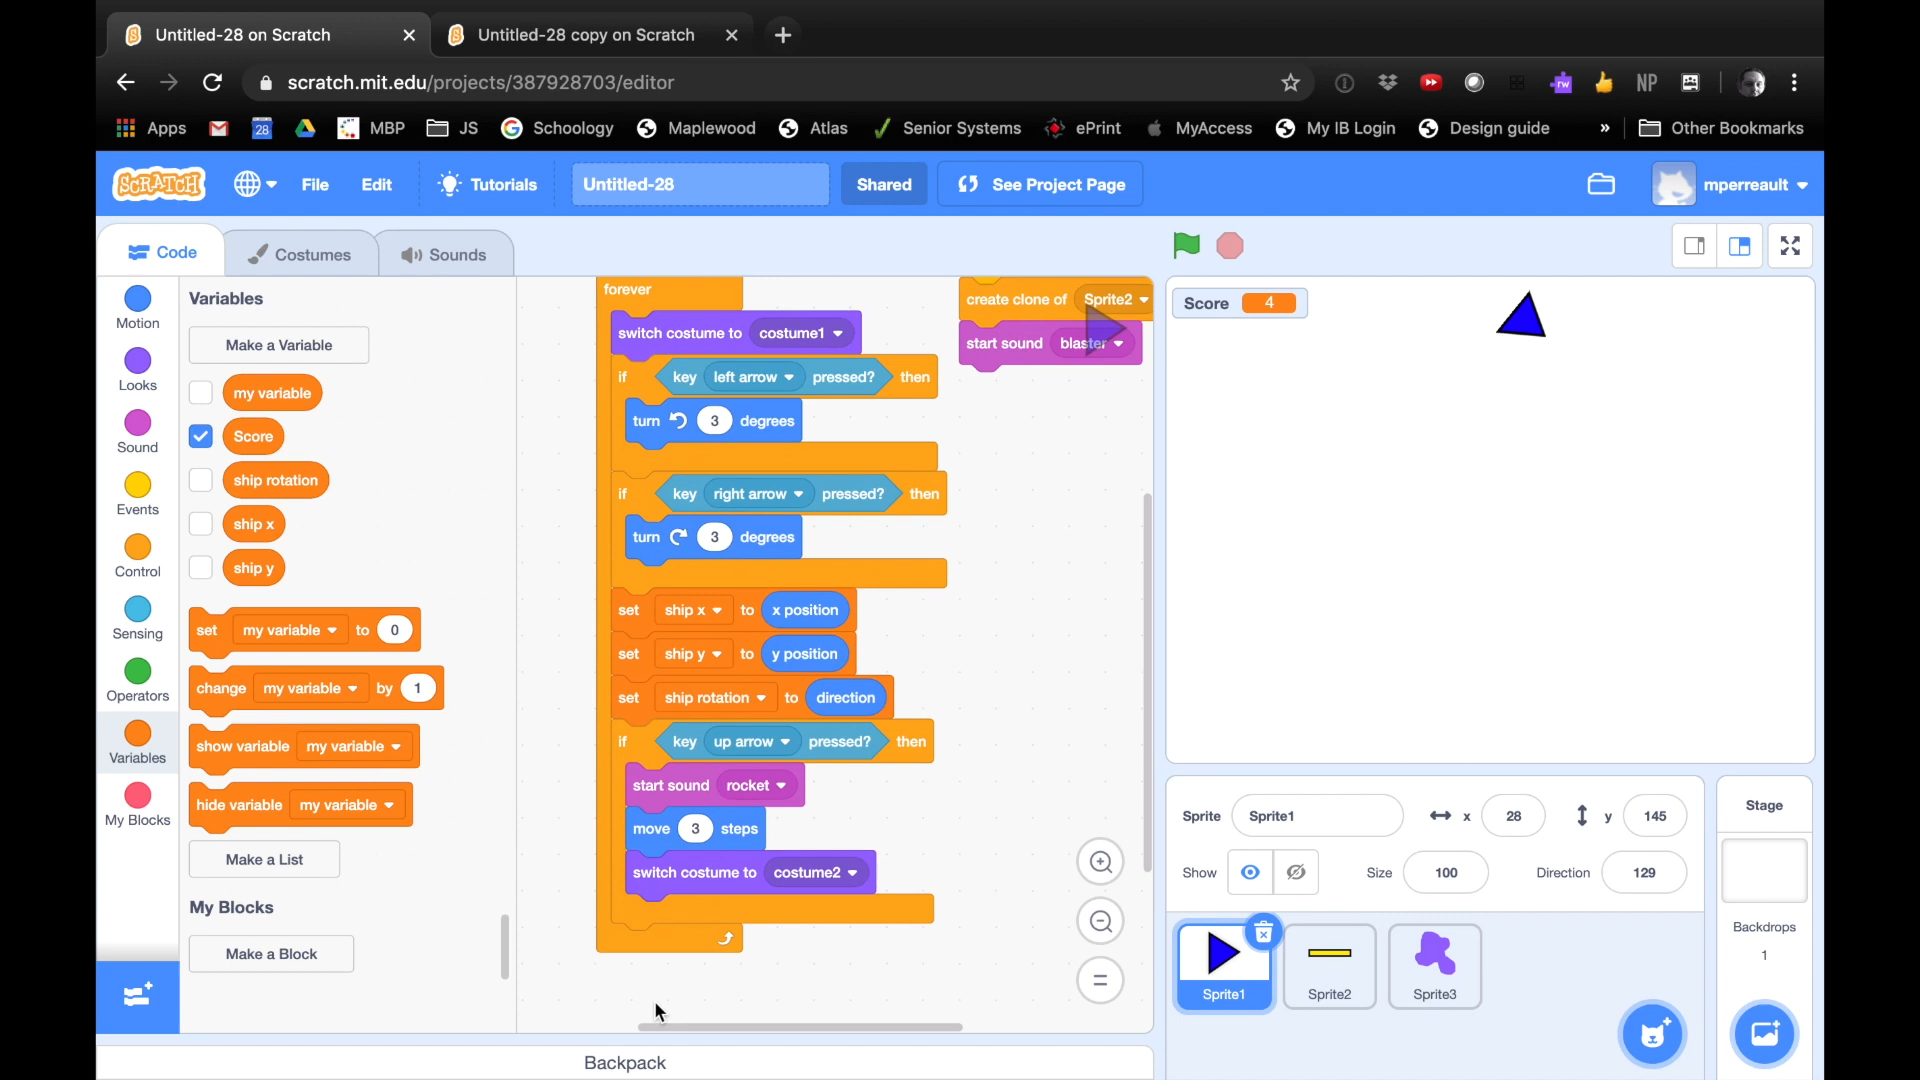 Untitled-28 on Scratch
Untitled-28 copy on Scratch
scratch.mit.edu/projects/387928703/editor
rw
NP
Apps
28
MBP
JS
Schoology
Maplewood
Atlas
Senior Systems
ePrint
MyAccess
My IB Login
Design guide
»
Other Bookmarks
SCRATCH
File
Edit
Tutorials
Untitled-28
Shared
See Project Page
mperreault
Code
Costumes
Sounds
Motion
Looks
Sound
Events
Control
Sensing
Operators
Variables
My Blocks
Variables
Make a Variable
my variable
Score
ship rotation
ship x
ship y
set my variable to 0
change my variable by 1
show variable my variable
hide variable my variable
Make a List
My Blocks
Make a Block
forever
switch costume to costume1
if key left arrow pressed? then
turn 3 degrees
if key right arrow pressed? then
turn 3 degrees
set ship x to x position
set ship y to y position
set ship rotation to direction
if key up arrow pressed? then
start sound rocket
move 3 steps
switch costume to costume2
create clone of Sprite2
start sound blaster
Backpack
Score 4
Sprite Sprite1 x 28 y 145
Show Size 100 Direction 129
Sprite1
Sprite2
Sprite3
Stage
Backdrops
1